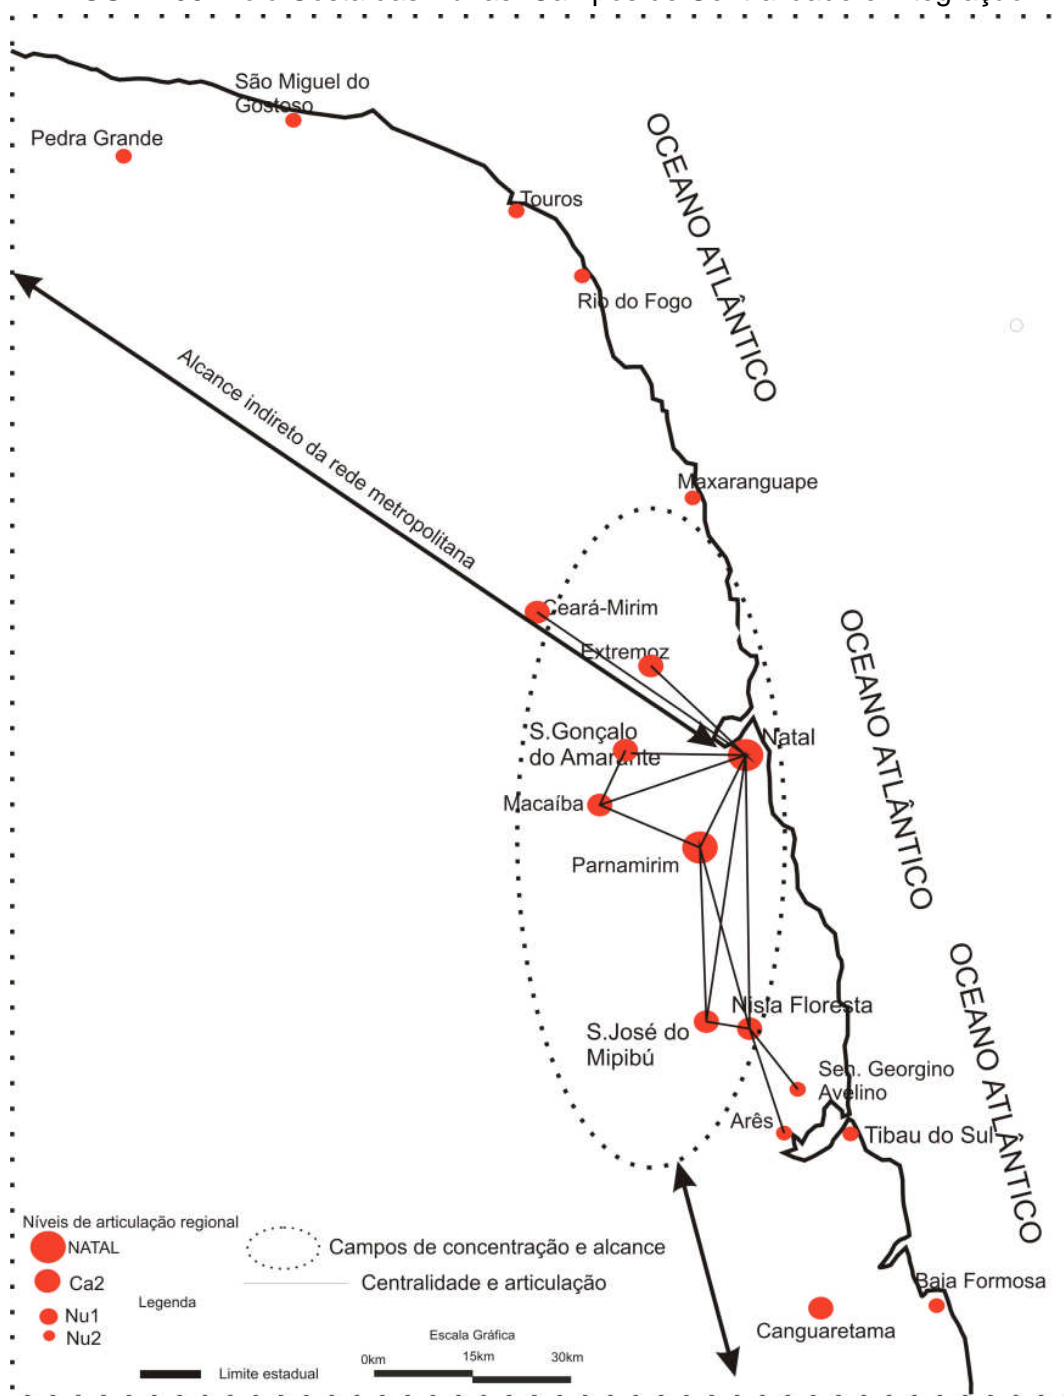 São Miguel do
Gostoso
Pedra Grande
OCEANO ATLÂNTICO
Touros
Rio do Fogo
Alcance indireto da rede metropolitana
Maxaranguape
Ceará-Mirim
OCEANO ATLÂNTICO
Extremoz
S.Gonçalo
do Amarante
Natal
Macaíba
Parnamirim
OCEANO ATLÂNTICO
Nísia Floresta
S.José do
Mipibú
Sen. Georgino
Avelino
Arês
Tibau do Sul
Níveis de articulação regional
NATAL
Campos de concentração e alcance
Ca2
Centralidade e articulação
Legenda
Nu1
Nu2
Baia Formosa
Canguaretama
Escala Gráfica
0km
15km
30km
Limite estadual